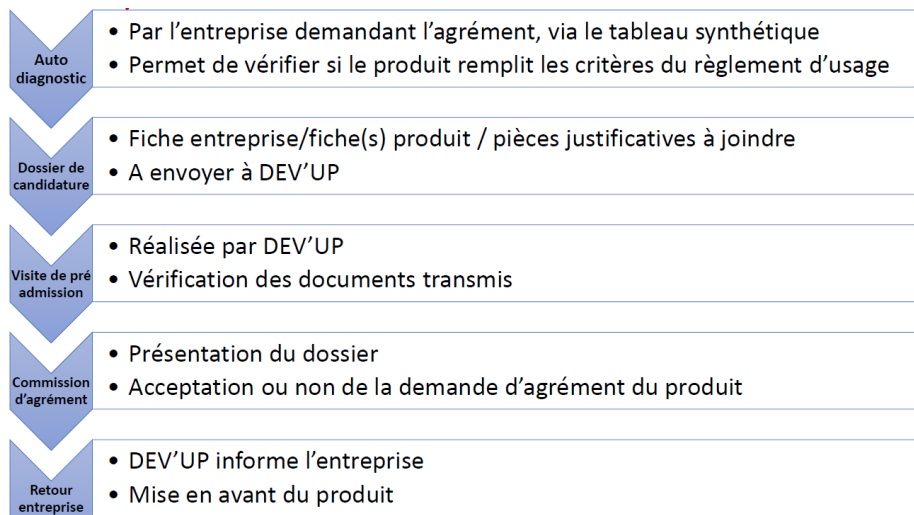 Auto
diagnostic
• Par l’entreprise demandant l’agrément, via le tableau synthétique
• Permet de vérifier si le produit remplit les critères du règlement d’usage
Dossier de
candidature
• Fiche entreprise/fiche(s) produit / pièces justificatives à joindre
• A envoyer à DEV’UP
Visite de pré
admission
• Réalisée par DEV’UP
• Vérification des documents transmis
Commission
d’agrément
• Présentation du dossier
• Acceptation ou non de la demande d’agrément du produit
Retour
entreprise
• DEV’UP informe l’entreprise
• Mise en avant du produit